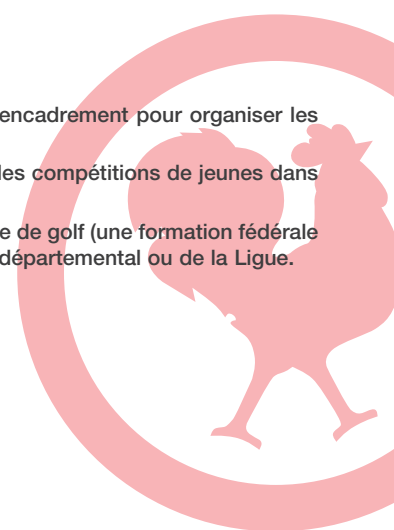 encadrement pour organiser les
les compétitions de jeunes dans
e de golf (une formation fédérale
départemental ou de la Ligue.